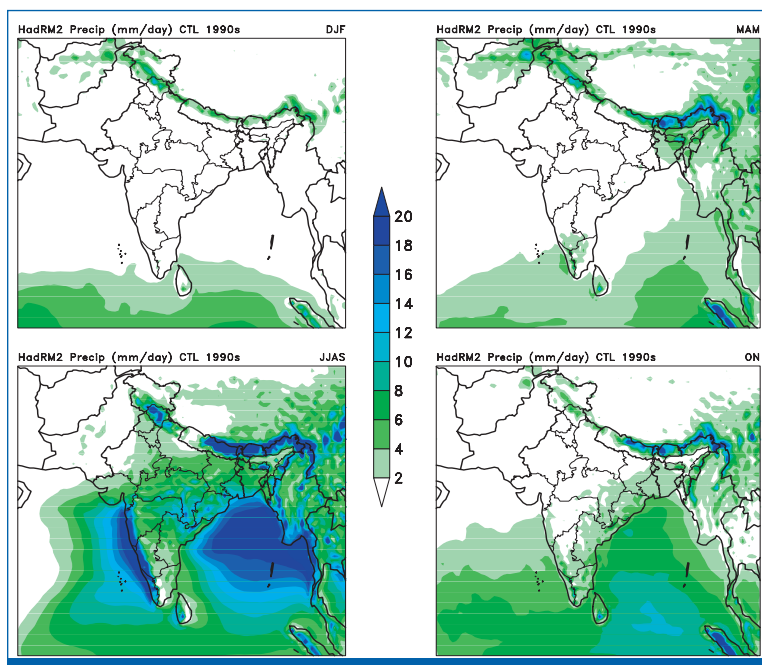 HadRM2 Precip (mm/day) CTL 1990s DJF
HadRM2 Precip (mm/day) CTL 1990s MAM
20
18
16
14
12
10
8
6
4
2
HadRM2 Precip (mm/day) CTL 1990s JJAS
HadRM2 Precip (mm/day) CTL 1990s ON